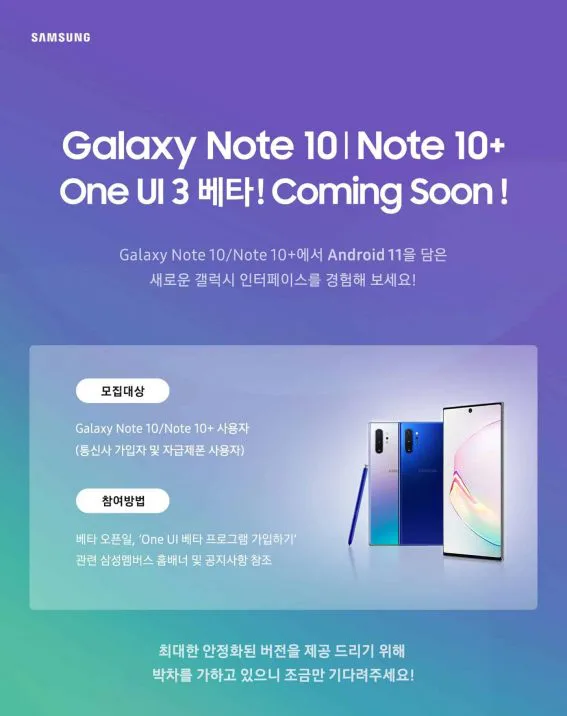 SAMSUNG
Galaxy Note 10 | Note 10+
One UI 3 베타! Coming Soon!
Galaxy Note 10/Note 10+에서 Android 11을 담은
새로운 갤럭시 인터페이스를 경험해 보세요!
모집대상
Galaxy Note 10/Note 10+ 사용자
(통신사 가입자 및 자급제폰 사용자)
참여방법
베타 오픈일, ‘One UI 베타 프로그램 가입하기’
관련 삼성멤버스 홈배너 및 공지사항 참조
최대한 안정화된 버전을 제공 드리기 위해
박차를 가하고 있으니 조금만 기다려주세요!